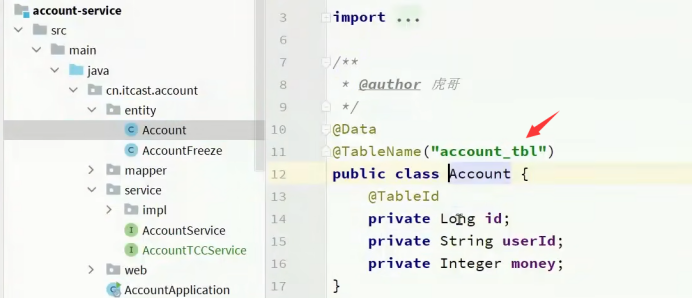 account-service
src
main
java
cn.itcast.account
entity
Account
AccountFreeze
mapper
service
impl
AccountService
AccountTCCService
web
AccountApplication
3 import ...
6
7 /**
8 * @author 虎哥
9 */
10 @Data
11 @TableName("account_tbl")
12 public class Account {
13 @TableId
14 private Long id;
15 private String userId;
16 private Integer money;
17 }